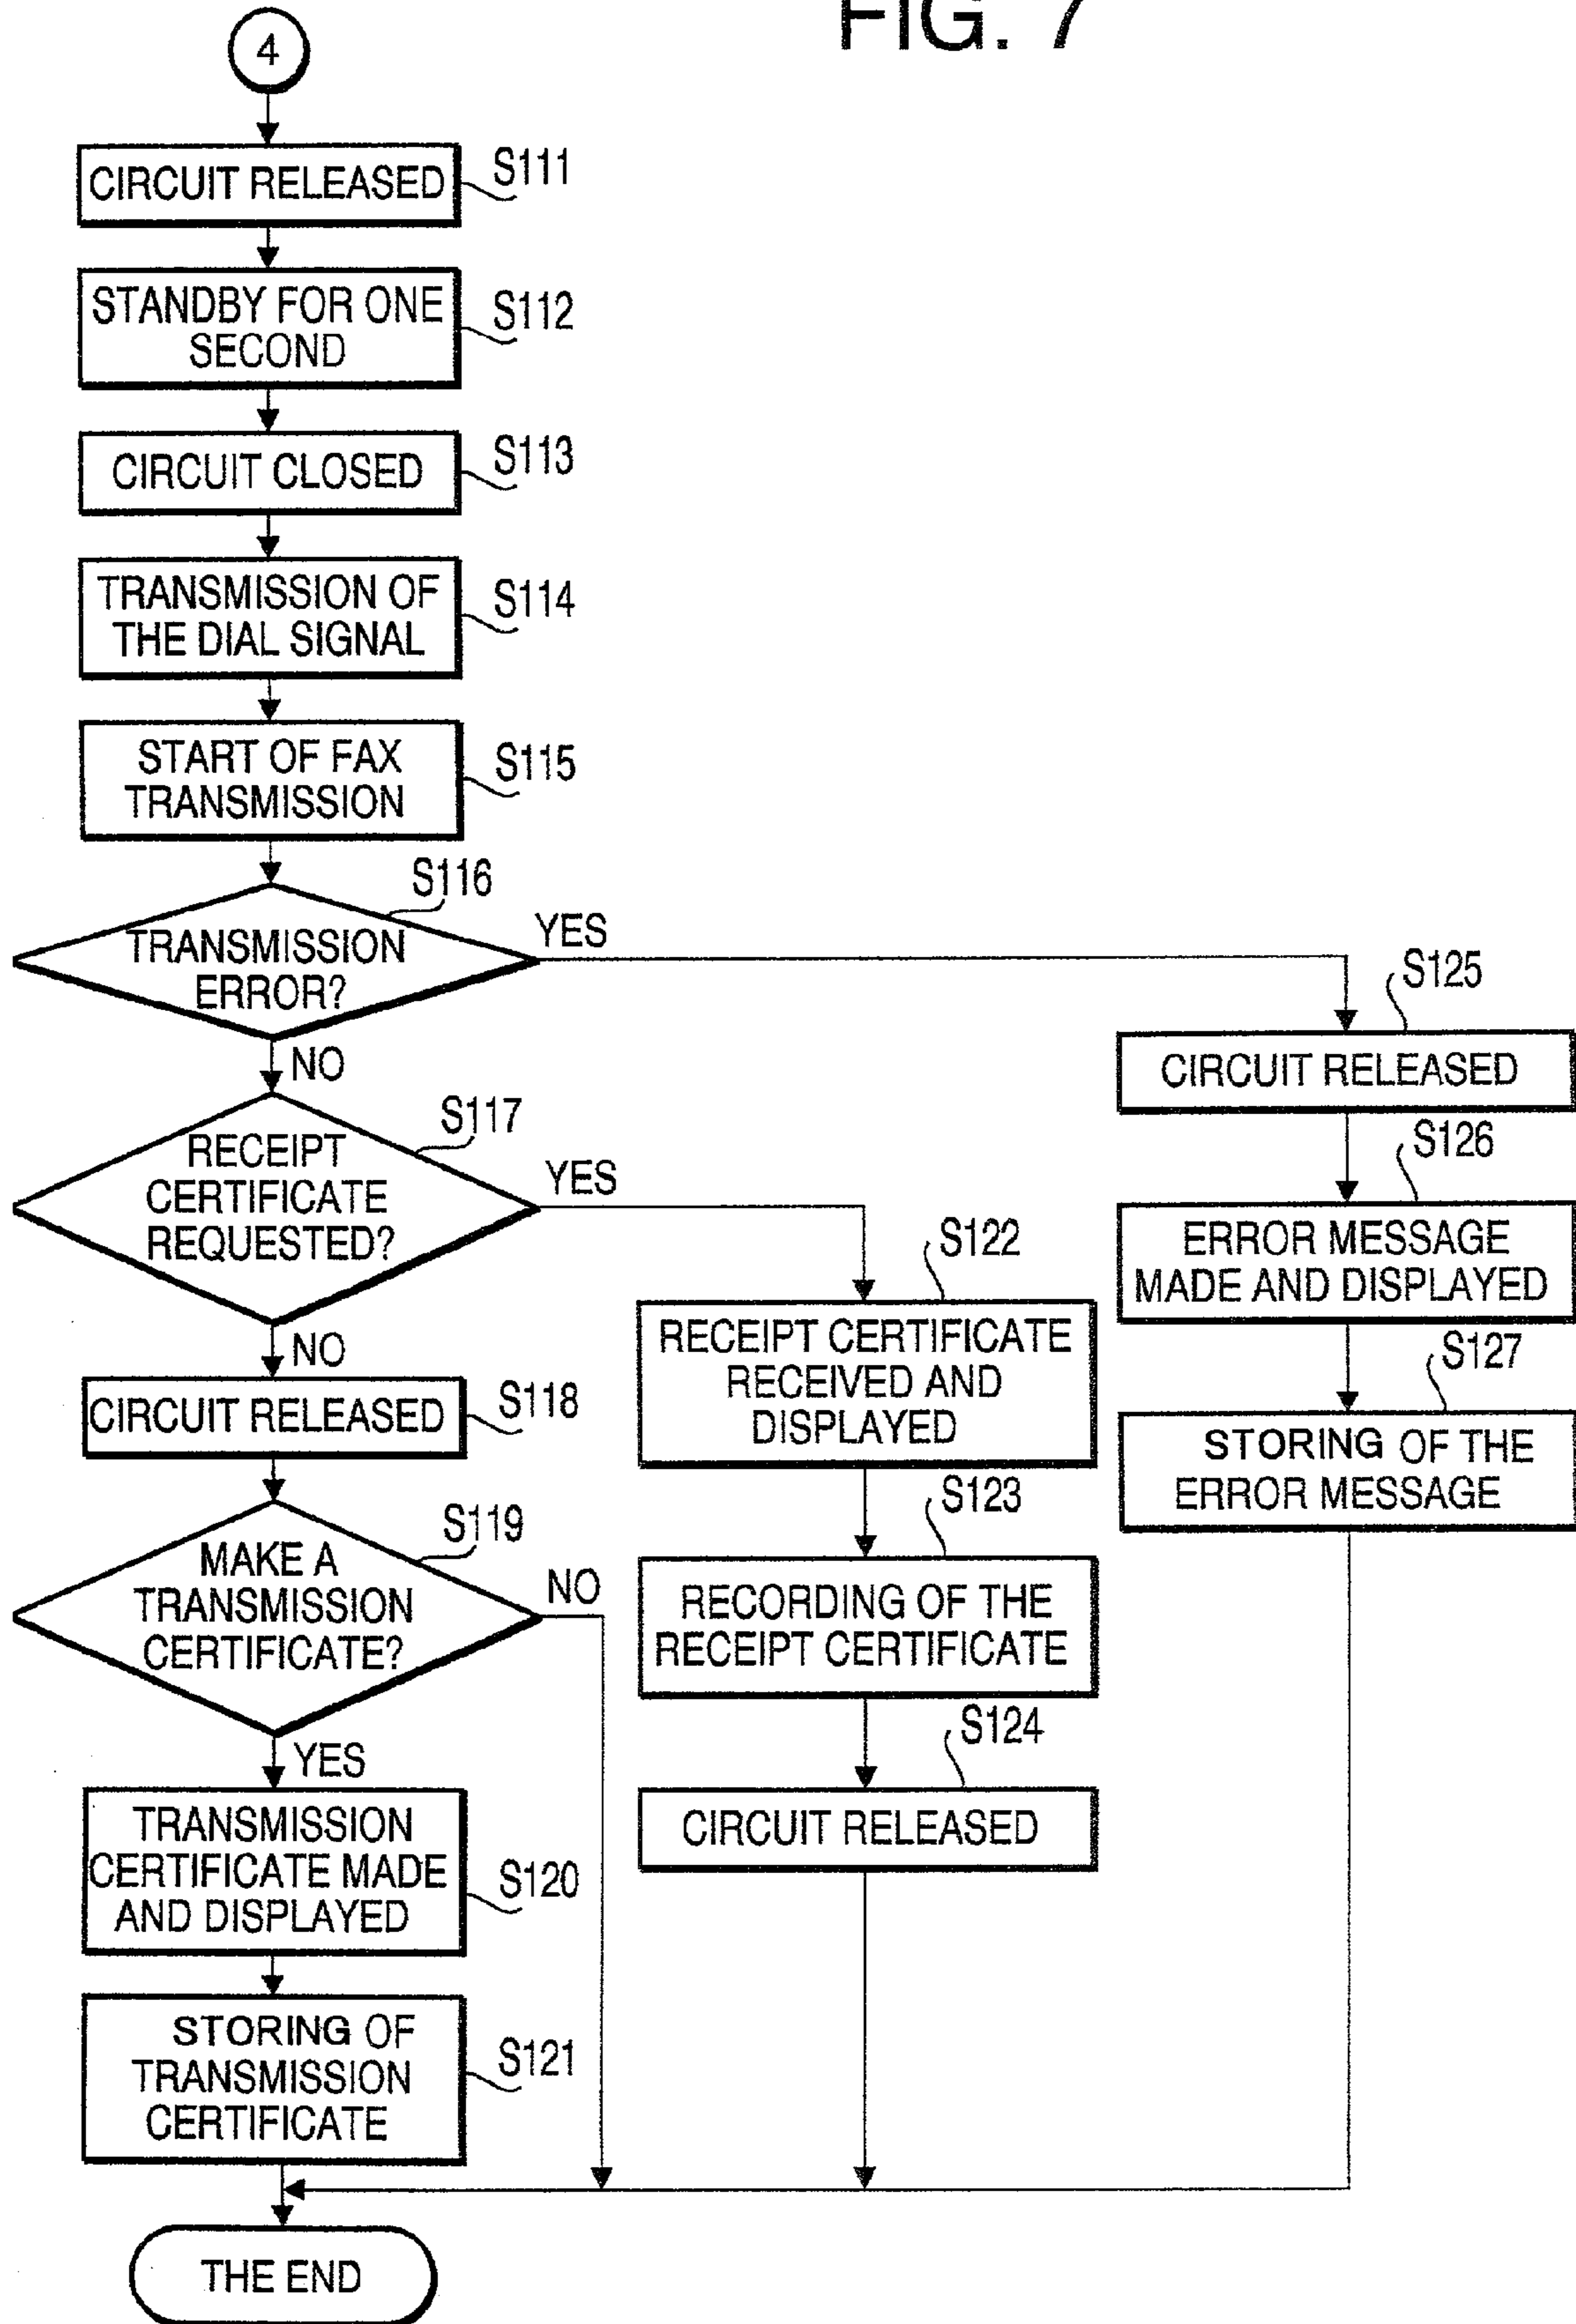 FIG. 7
4
CIRCUIT RELEASED
S111
STANDBY FOR ONE
SECOND
S112
CIRCUIT CLOSED
S113
TRANSMISSION OF
THE DIAL SIGNAL
S114
START OF FAX
TRANSMISSION
S115
S116
TRANSMISSION
ERROR?
YES
NO
S117
RECEIPT
CERTIFICATE
REQUESTED?
YES
NO
CIRCUIT RELEASED
S118
S119
MAKE A
TRANSMISSION
CERTIFICATE?
NO
YES
TRANSMISSION
CERTIFICATE MADE
AND DISPLAYED
S120
STORING OF
TRANSMISSION
CERTIFICATE
S121
S122
RECEIPT CERTIFICATE
RECEIVED AND
DISPLAYED
S123
RECORDING OF THE
RECEIPT CERTIFICATE
S124
CIRCUIT RELEASED
S125
CIRCUIT RELEASED
S126
ERROR MESSAGE
MADE AND DISPLAYED
S127
STORING OF THE
ERROR MESSAGE
THE END